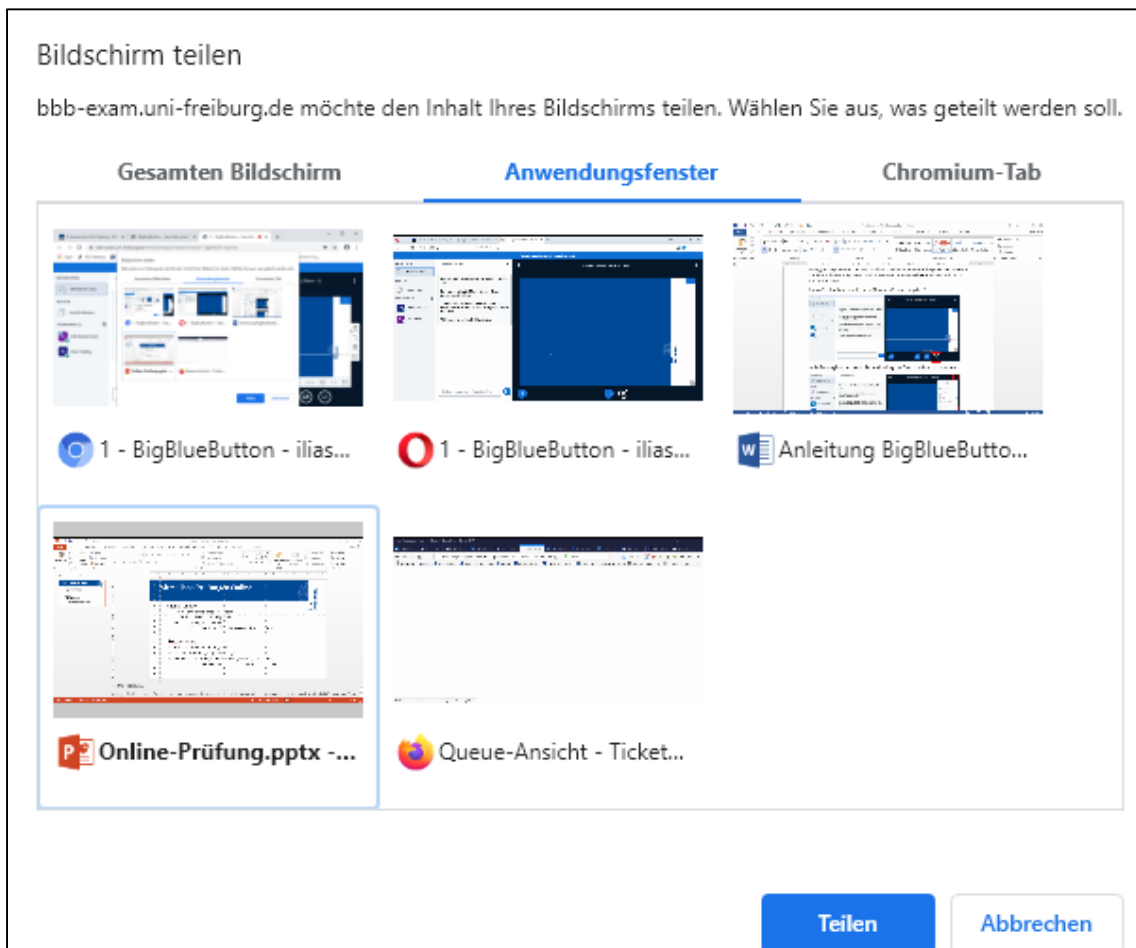 Bildschirm teilen
bbb-exam.uni-freiburg.de möchte den Inhalt Ihres Bildschirms teilen. Wählen Sie aus, was geteilt werden soll.
Gesamten Bildschirm Anwendungsfenster Chromium-Tab
1 - BigBlueButton - ilias... 1 - BigBlueButton - ilias... Anleitung BigBlueButto...
Online-Prüfung.pptx -... Queue-Ansicht - Ticket...
Teilen Abbrechen